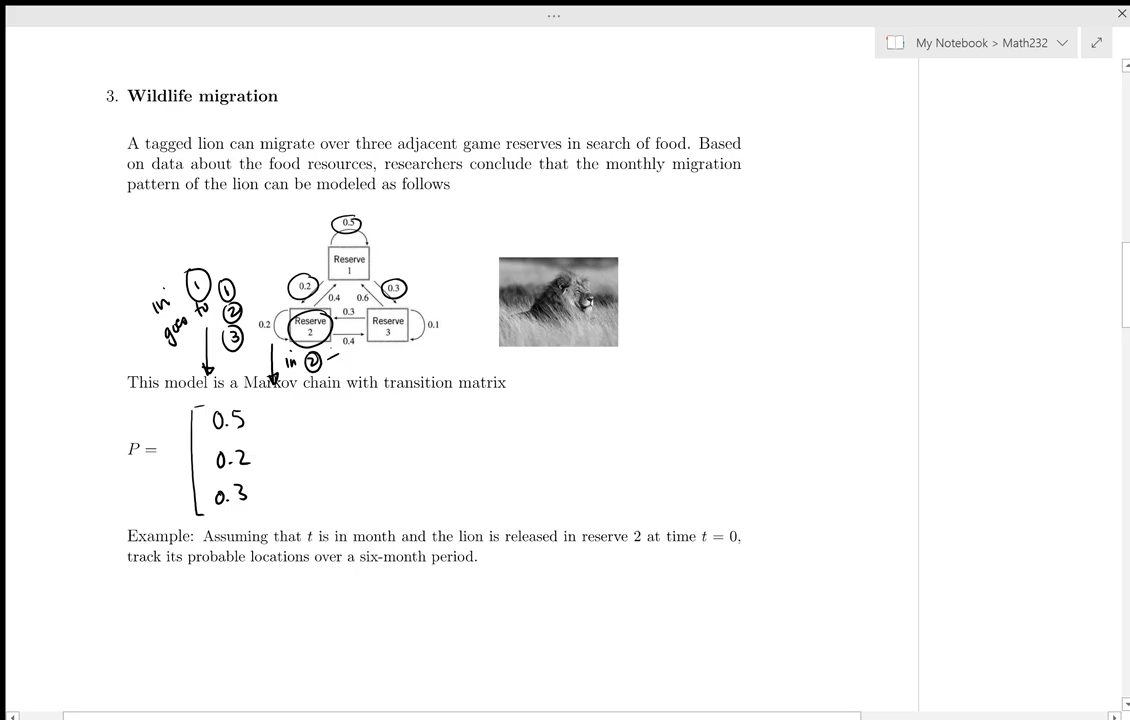 ...
My Notebook > Math232
3. Wildlife migration
A tagged lion can migrate over three adjacent game reserves in search of food. Based
on data about the food resources, researchers conclude that the monthly migration
pattern of the lion can be modeled as follows
0.5
Reserve
1
0.2
0.3
0.4 0.6
0.3
0.2
Reserve
2
Reserve
3
0.1
0.4
in 1 1
goes to 2
3
in 2 -
This model is a Markov chain with transition matrix
0.5
P =
0.2
0.3
Example: Assuming that t is in month and the lion is released in reserve 2 at time t = 0,
track its probable locations over a six-month period.